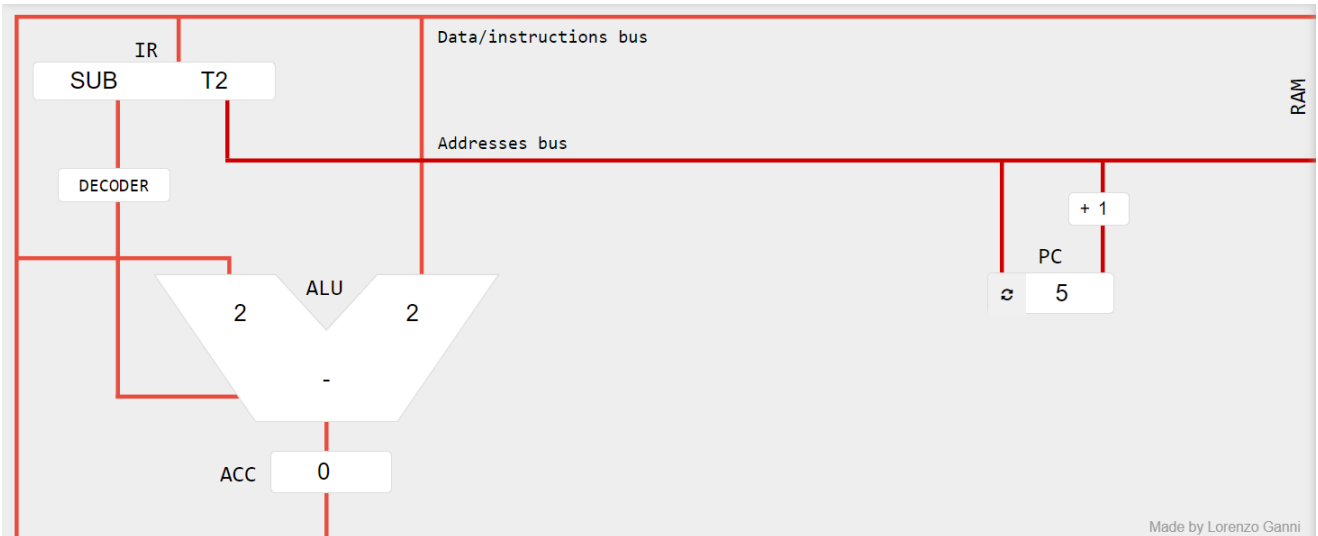 Data/instructions bus
IR
SUB T2
RAM
Addresses bus
DECODER
+ 1
PC
5
ALU
2 2
-
ACC 0
Made by Lorenzo Ganni